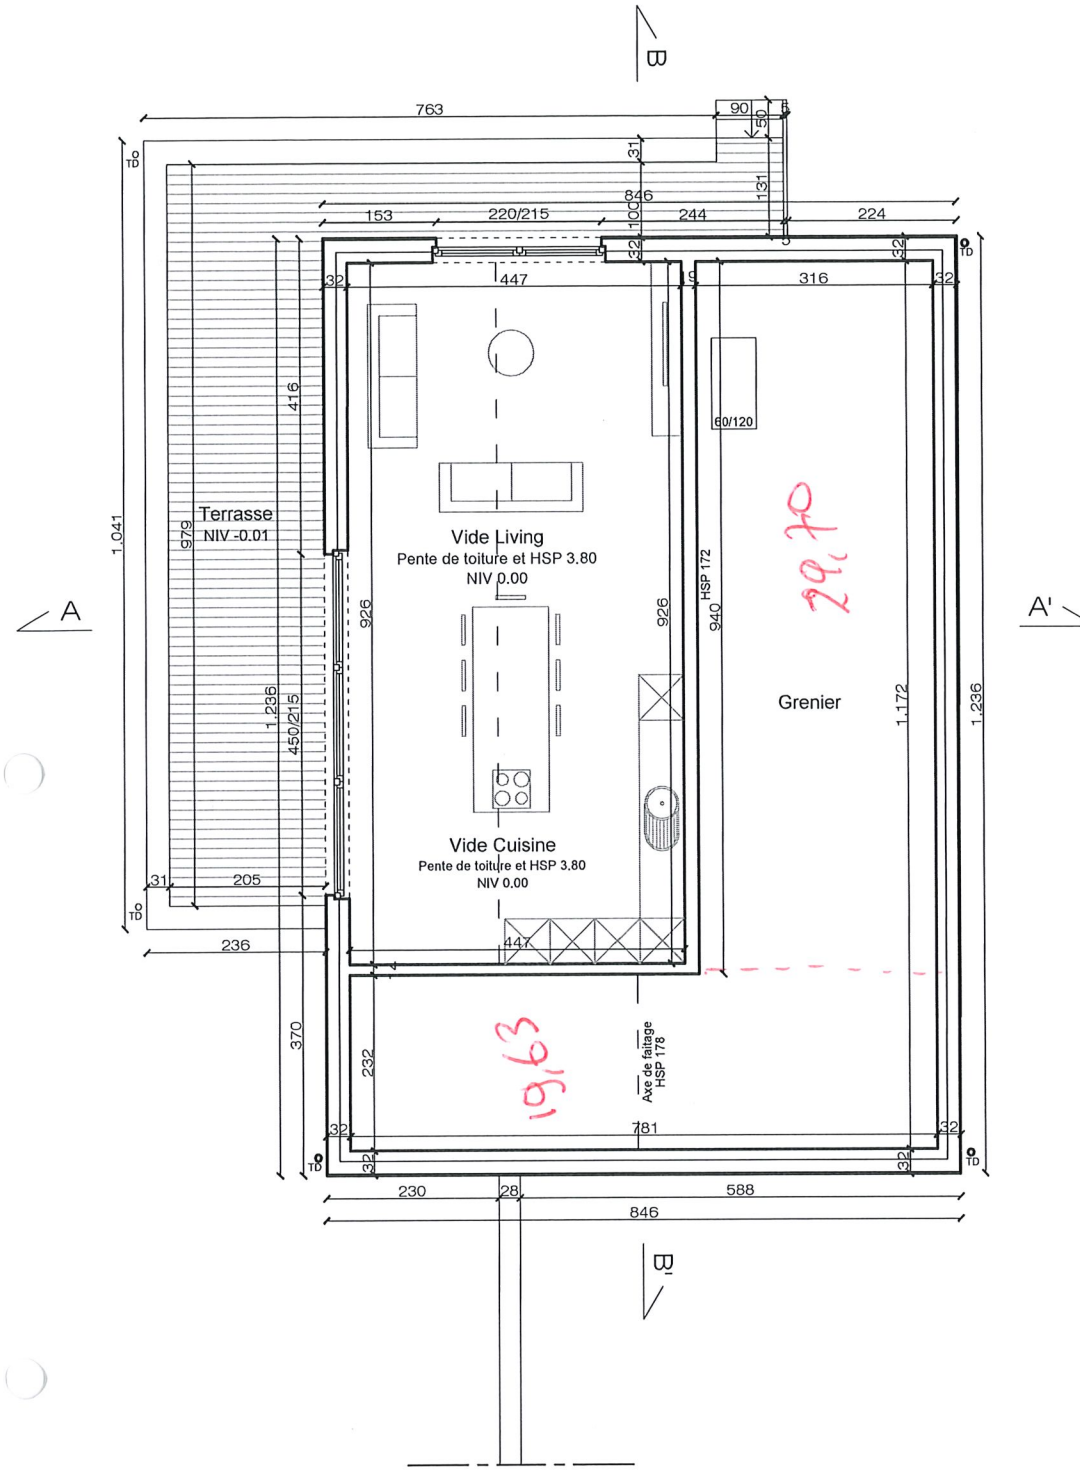 B
763
90
5
50
31
TD
131
846
153
220/215
100
244
224
32
5
32
TD
32
447
9
316
32
416
60/120
1.041
979
Terrasse
NIV -0.01
Vide Living
Pente de toiture et HSP 3.80
NIV 0.00
HSP 172
29,70
A
A'
926
926
940
Grenier
1.172
1.236
1.236
450/215
Vide Cuisine
Pente de toiture et HSP 3.80
NIV 0.00
31
205
TD
236
447
370
232
19,63
Axe de faitage
HSP 178
32
781
32
TD
32
32
TD
230
28
588
846
B'